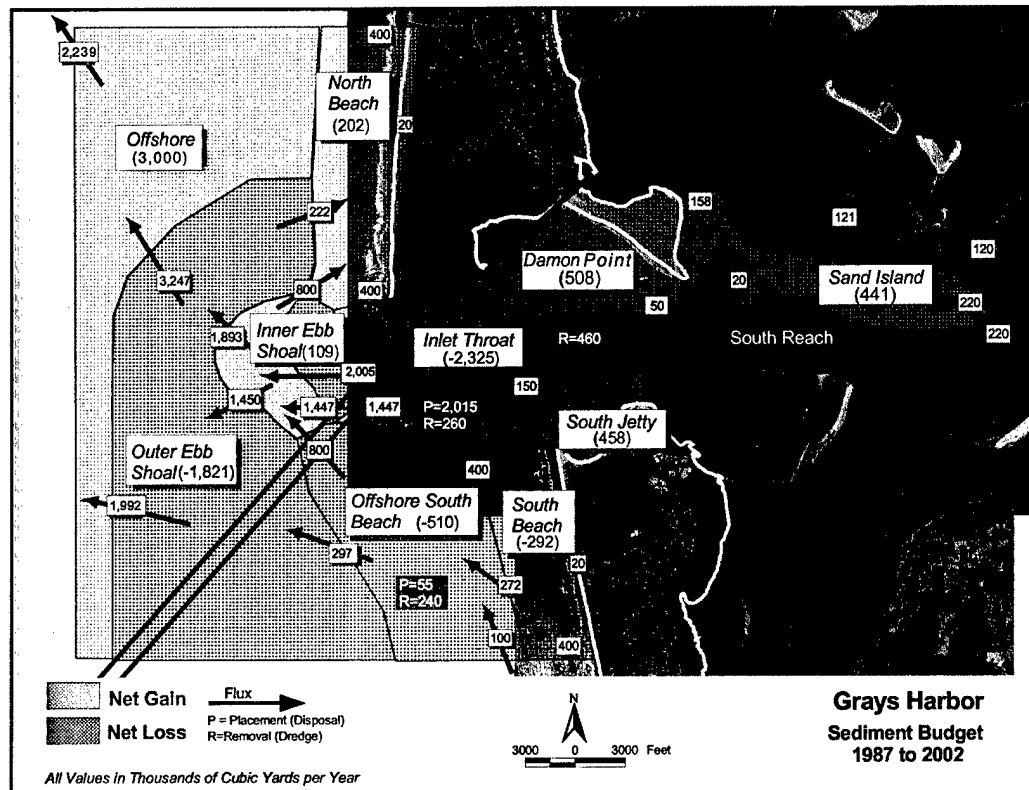 2,239
400
North
Beach
(202)
20
Offshore
(3,000)
222
158
121
120
Damon Point
(508)
3,247
800
400
50
20
Sand Island
(441)
220
220
1,893
Inner Ebb
Shoal(109)
Inlet Throat
(-2,325)
R=460
South Reach
2,005
150
1,450
1,447
1,447
P=2,015
R=260
South Jetty
(458)
800
Outer Ebb
Shoal(-1,821)
400
1,992
Offshore South
Beach (-510)
South
Beach
(-292)
297
20
P=55
R=240
272
100
400
Net Gain
Net Loss
Flux
P = Placement (Disposal)
R=Removal (Dredge)
N
3000 0 3000 Feet
Grays Harbor
Sediment Budget
1987 to 2002
All Values in Thousands of Cubic Yards per Year